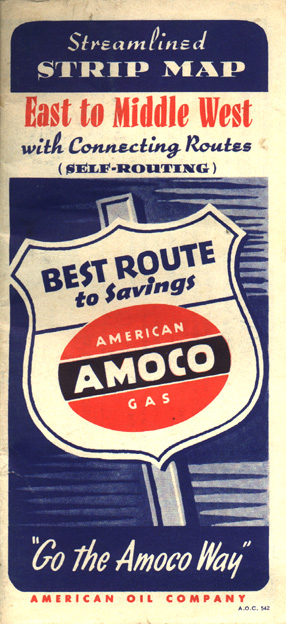 Streamlined
STRIP MAP
East to Middle West
with Connecting Routes
(SELF-ROUTING)
BEST ROUTE
to Savings
AMERICAN
AMOCO
GAS
"Go the Amoco Way"
AMERICAN OIL COMPANY
A.O.C. 542